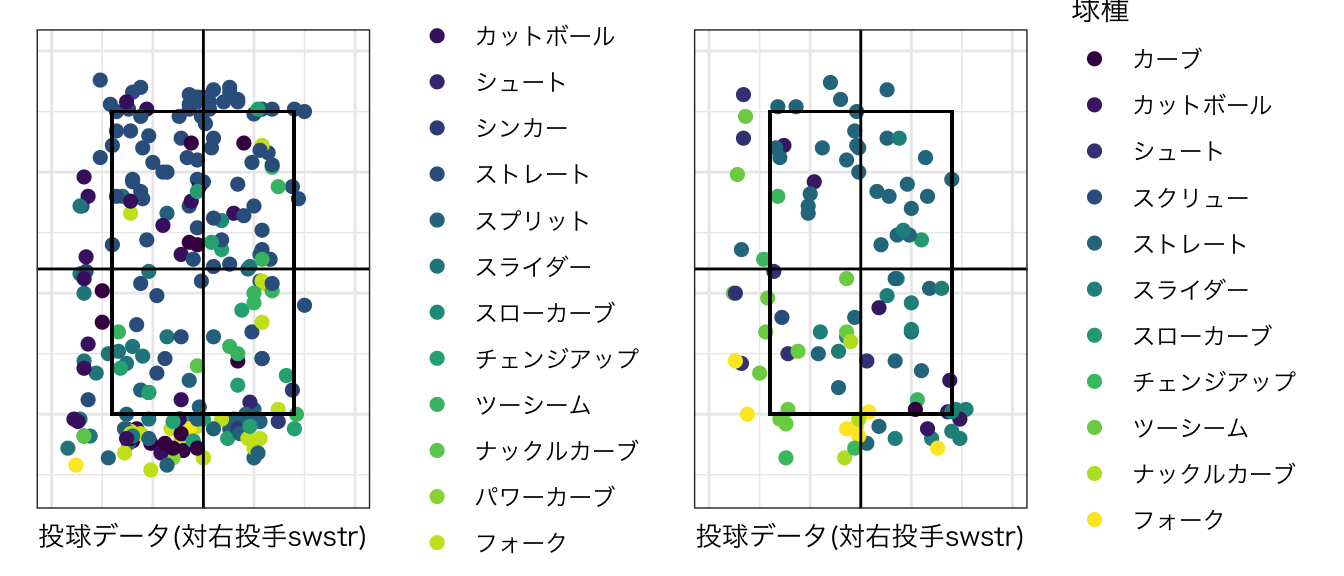 カットボール
シュート
シンカー
ストレート
スプリット
スライダー
スローカーブ
チェンジアップ
ツーシーム
ナックルカーブ
パワーカーブ
フォーク
投球データ(対右投手swstr)
球種
カーブ
カットボール
シュート
スクリュー
ストレート
スライダー
スローカーブ
チェンジアップ
ツーシーム
ナックルカーブ
フォーク
投球データ(対右投手swstr)